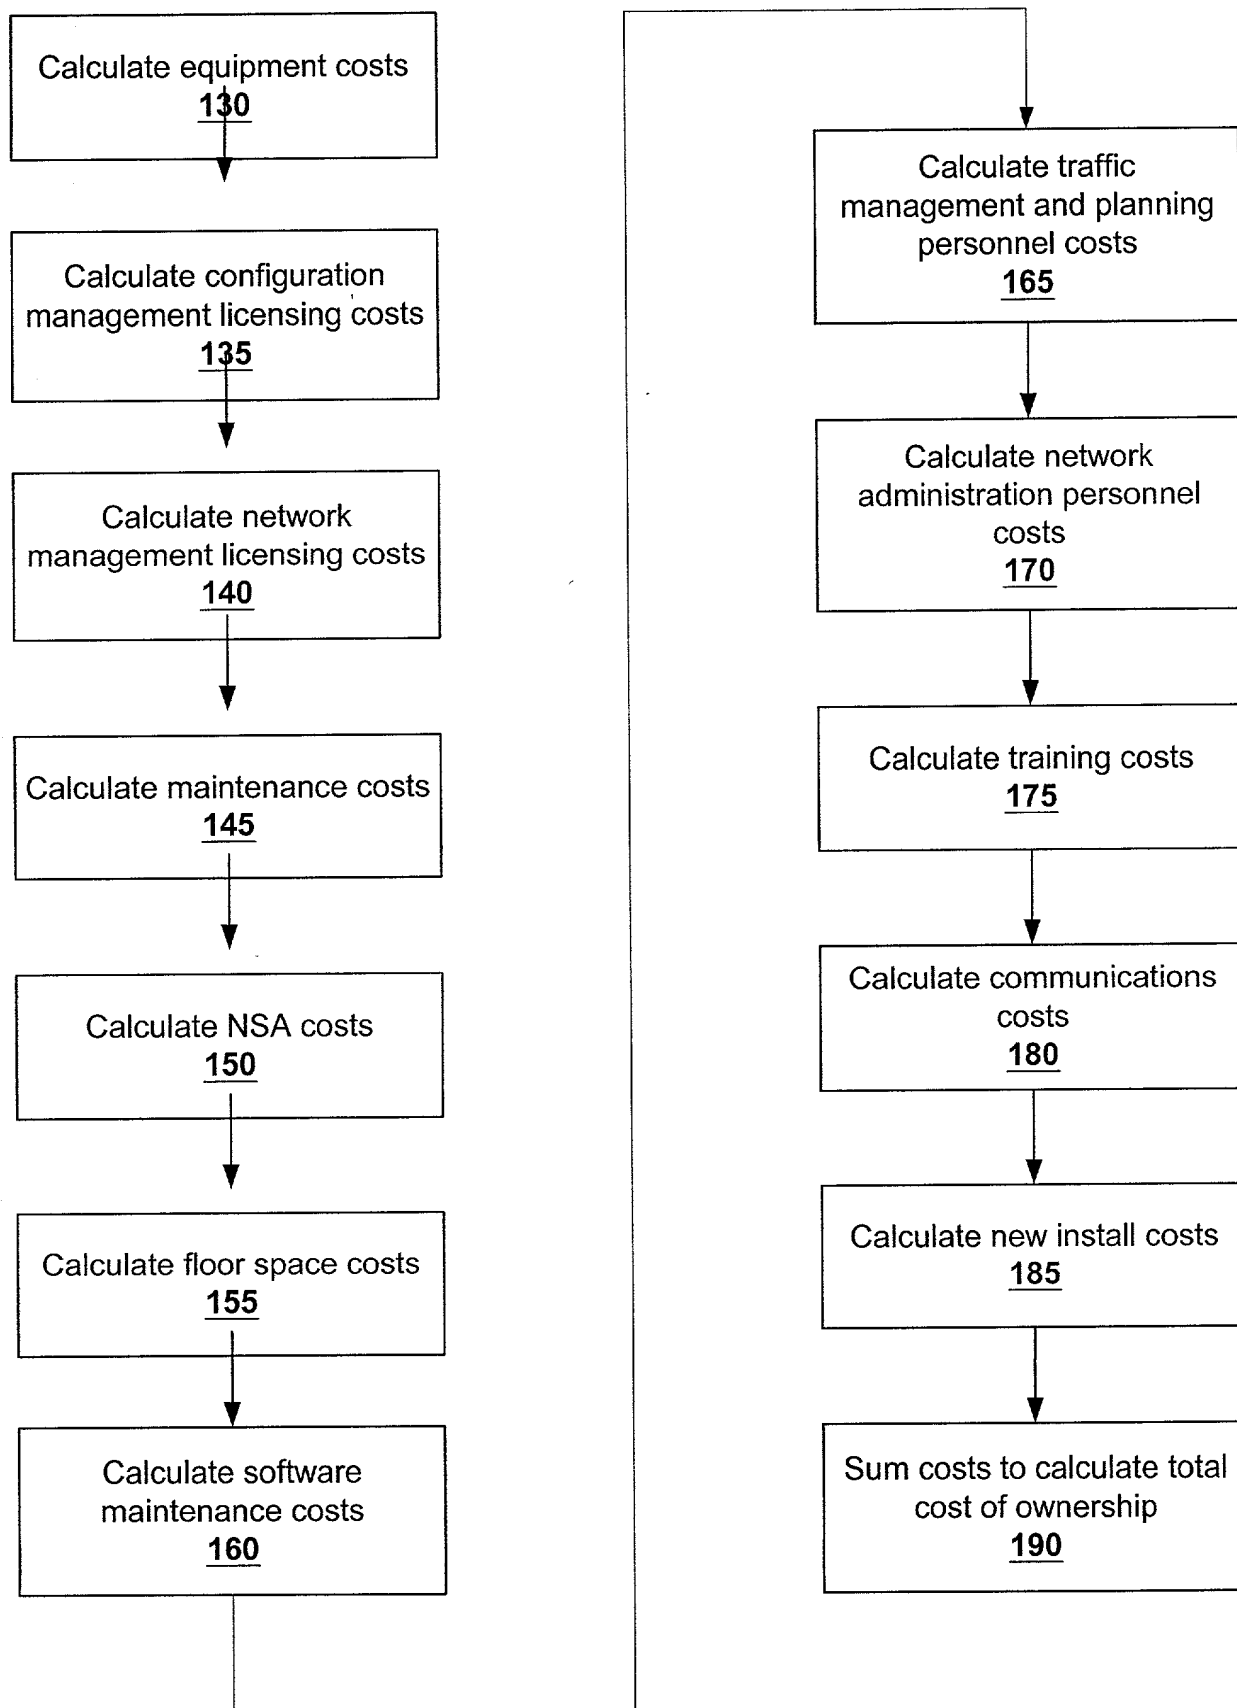 Calculate equipment costs
130
Calculate configuration
management licensing costs
135
Calculate network
management licensing costs
140
Calculate maintenance costs
145
Calculate NSA costs
150
Calculate floor space costs
155
Calculate software
maintenance costs
160
Calculate traffic
management and planning
personnel costs
165
Calculate network
administration personnel
costs
170
Calculate training costs
175
Calculate communications
costs
180
Calculate new install costs
185
Sum costs to calculate total
cost of ownership
190